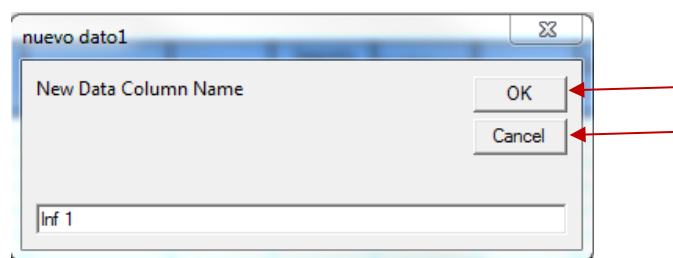 nuevo dato1
New Data Column Name
OK
Cancel
Inf 1